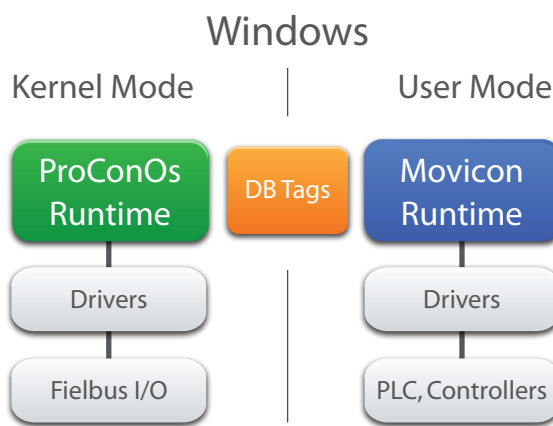 Windows
Kernel Mode
User Mode
ProConOs
Runtime
DB Tags
Movicon
Runtime
Drivers
Drivers
Fielbus I/O
PLC, Controllers